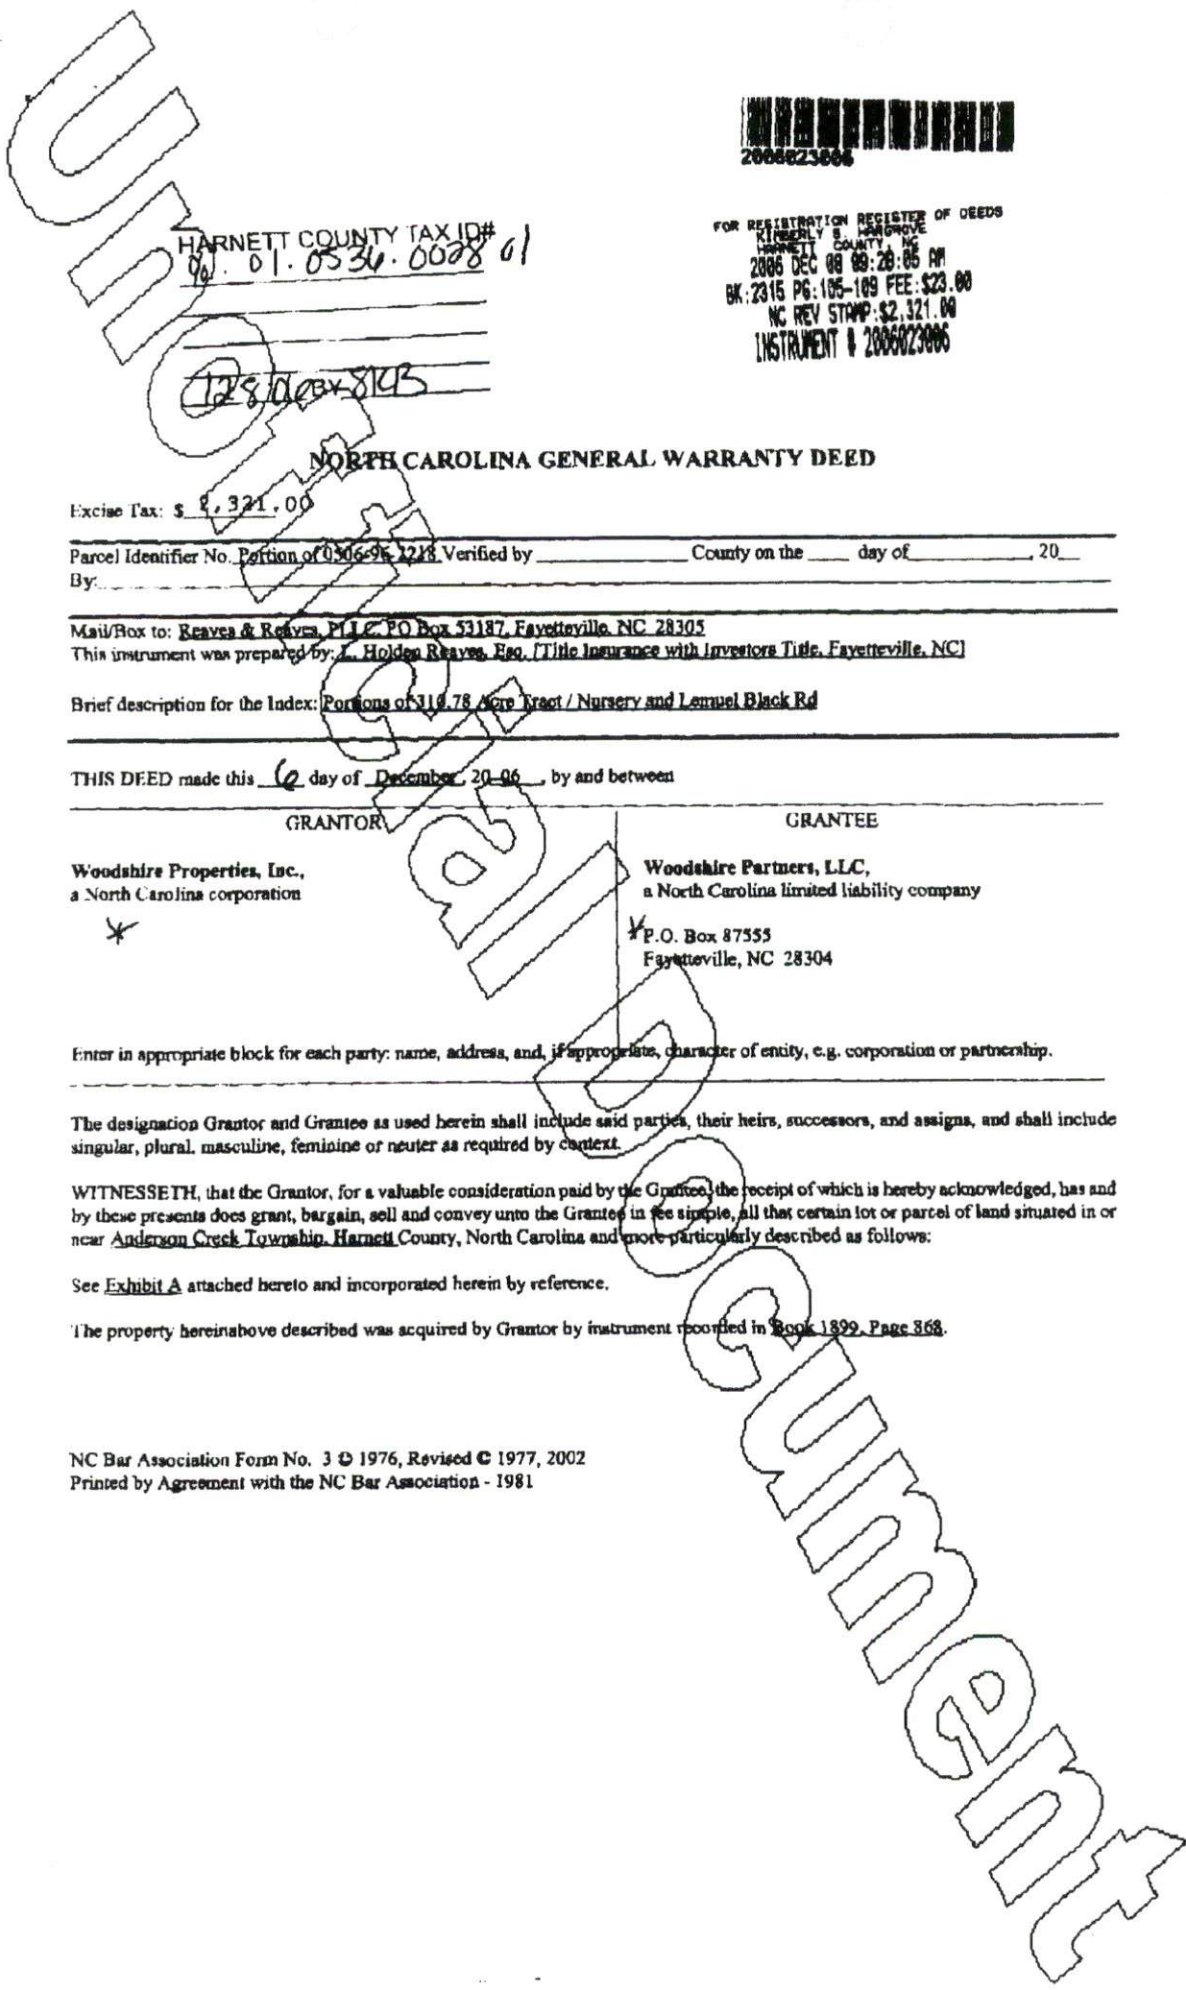 2006023006
FOR REGISTRATION REGISTER OF DEEDS
KIMBERLY S. HARGROVE
HARNETT COUNTY, NC
2006 DEC 08 09:28:05 AM
BK:2315 PG:105-109 FEE:$23.00
NC REV STAMP:$2,321.00
INSTRUMENT # 2006023006
HARNETT COUNTY TAX ID#
01.0536.0028 01
NORTH CAROLINA GENERAL WARRANTY DEED
Excise Tax: $ 2,321.00
Parcel Identifier No. Portion of 0506-96-2218 Verified by ____ County on the ____ day of ____, 20__
By:
Mail/Box to: Reaves & Reaves, PLLC, PO Box 53187, Fayetteville, NC 28305
This instrument was prepared by: L. Holden Reaves, Esq. [Title Insurance with Investors Title, Fayetteville, NC]
Brief description for the Index: Portions of 310.78 Acre Tract / Nursery and Lemuel Black Rd
THIS DEED made this 6 day of December, 20 06, by and between
GRANTOR GRANTEE
Woodshire Properties, Inc., Woodshire Partners, LLC,
a North Carolina corporation a North Carolina limited liability company
P.O. Box 87555
Fayetteville, NC 28304
Enter in appropriate block for each party: name, address, and, if appropriate, character of entity, e.g. corporation or partnership.
The designation Grantor and Grantee as used herein shall include said parties, their heirs, successors, and assigns, and shall include
singular, plural, masculine, feminine or neuter as required by context.
WITNESSETH, that the Grantor, for a valuable consideration paid by the Grantee, the receipt of which is hereby acknowledged, has and
by these presents does grant, bargain, sell and convey unto the Grantee in fee simple, all that certain lot or parcel of land situated in or
near Anderson Creek Township, Harnett County, North Carolina and more particularly described as follows:
See Exhibit A attached hereto and incorporated herein by reference.
The property hereinabove described was acquired by Grantor by instrument recorded in Book 1899, Page 868.
NC Bar Association Form No. 3 © 1976, Revised © 1977, 2002
Printed by Agreement with the NC Bar Association - 1981
Unofficial Document